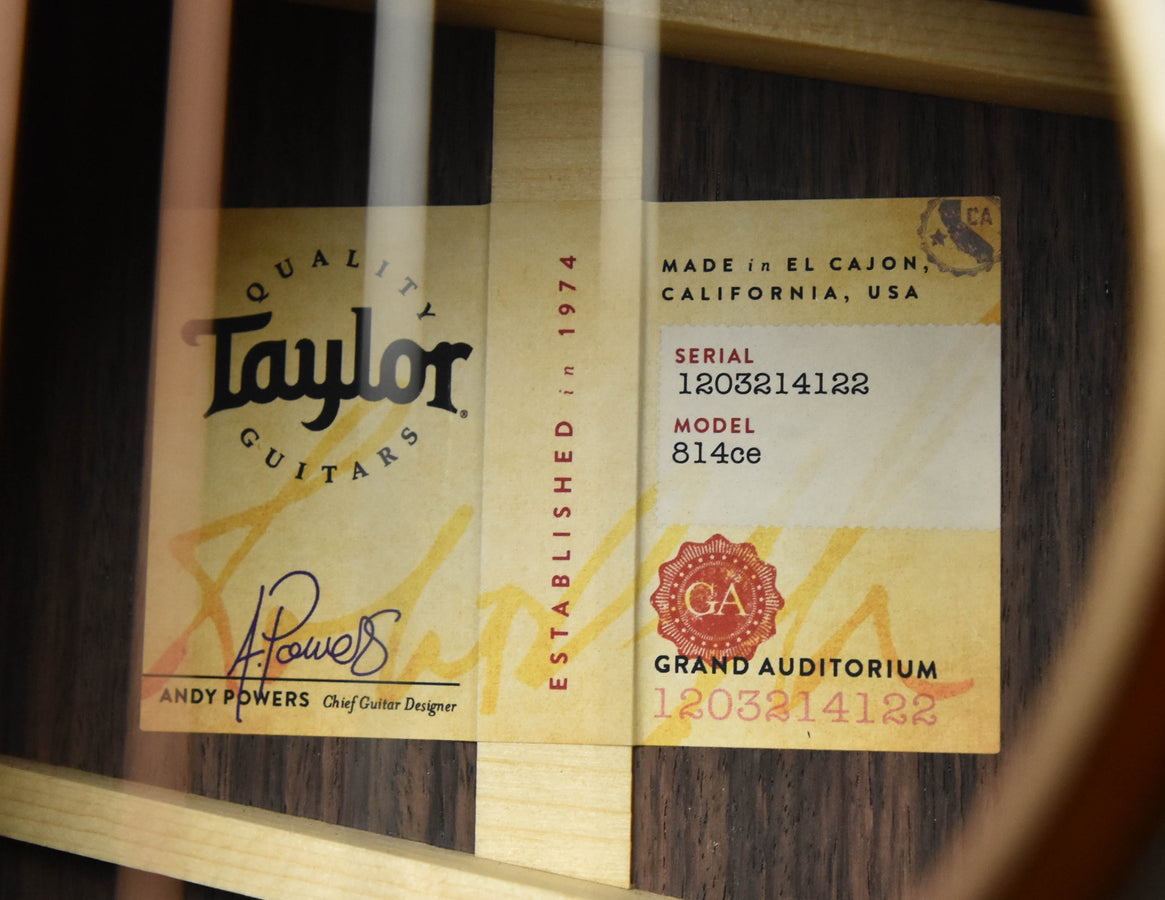 QUALITY
Taylor®
GUITARS
A. Powers
ANDY POWERS Chief Guitar Designer
ESTABLISHED in 1974
CA
MADE in EL CAJON,
CALIFORNIA, USA
SERIAL
1203214122
MODEL
814ce
GA
GRAND AUDITORIUM
1203214122